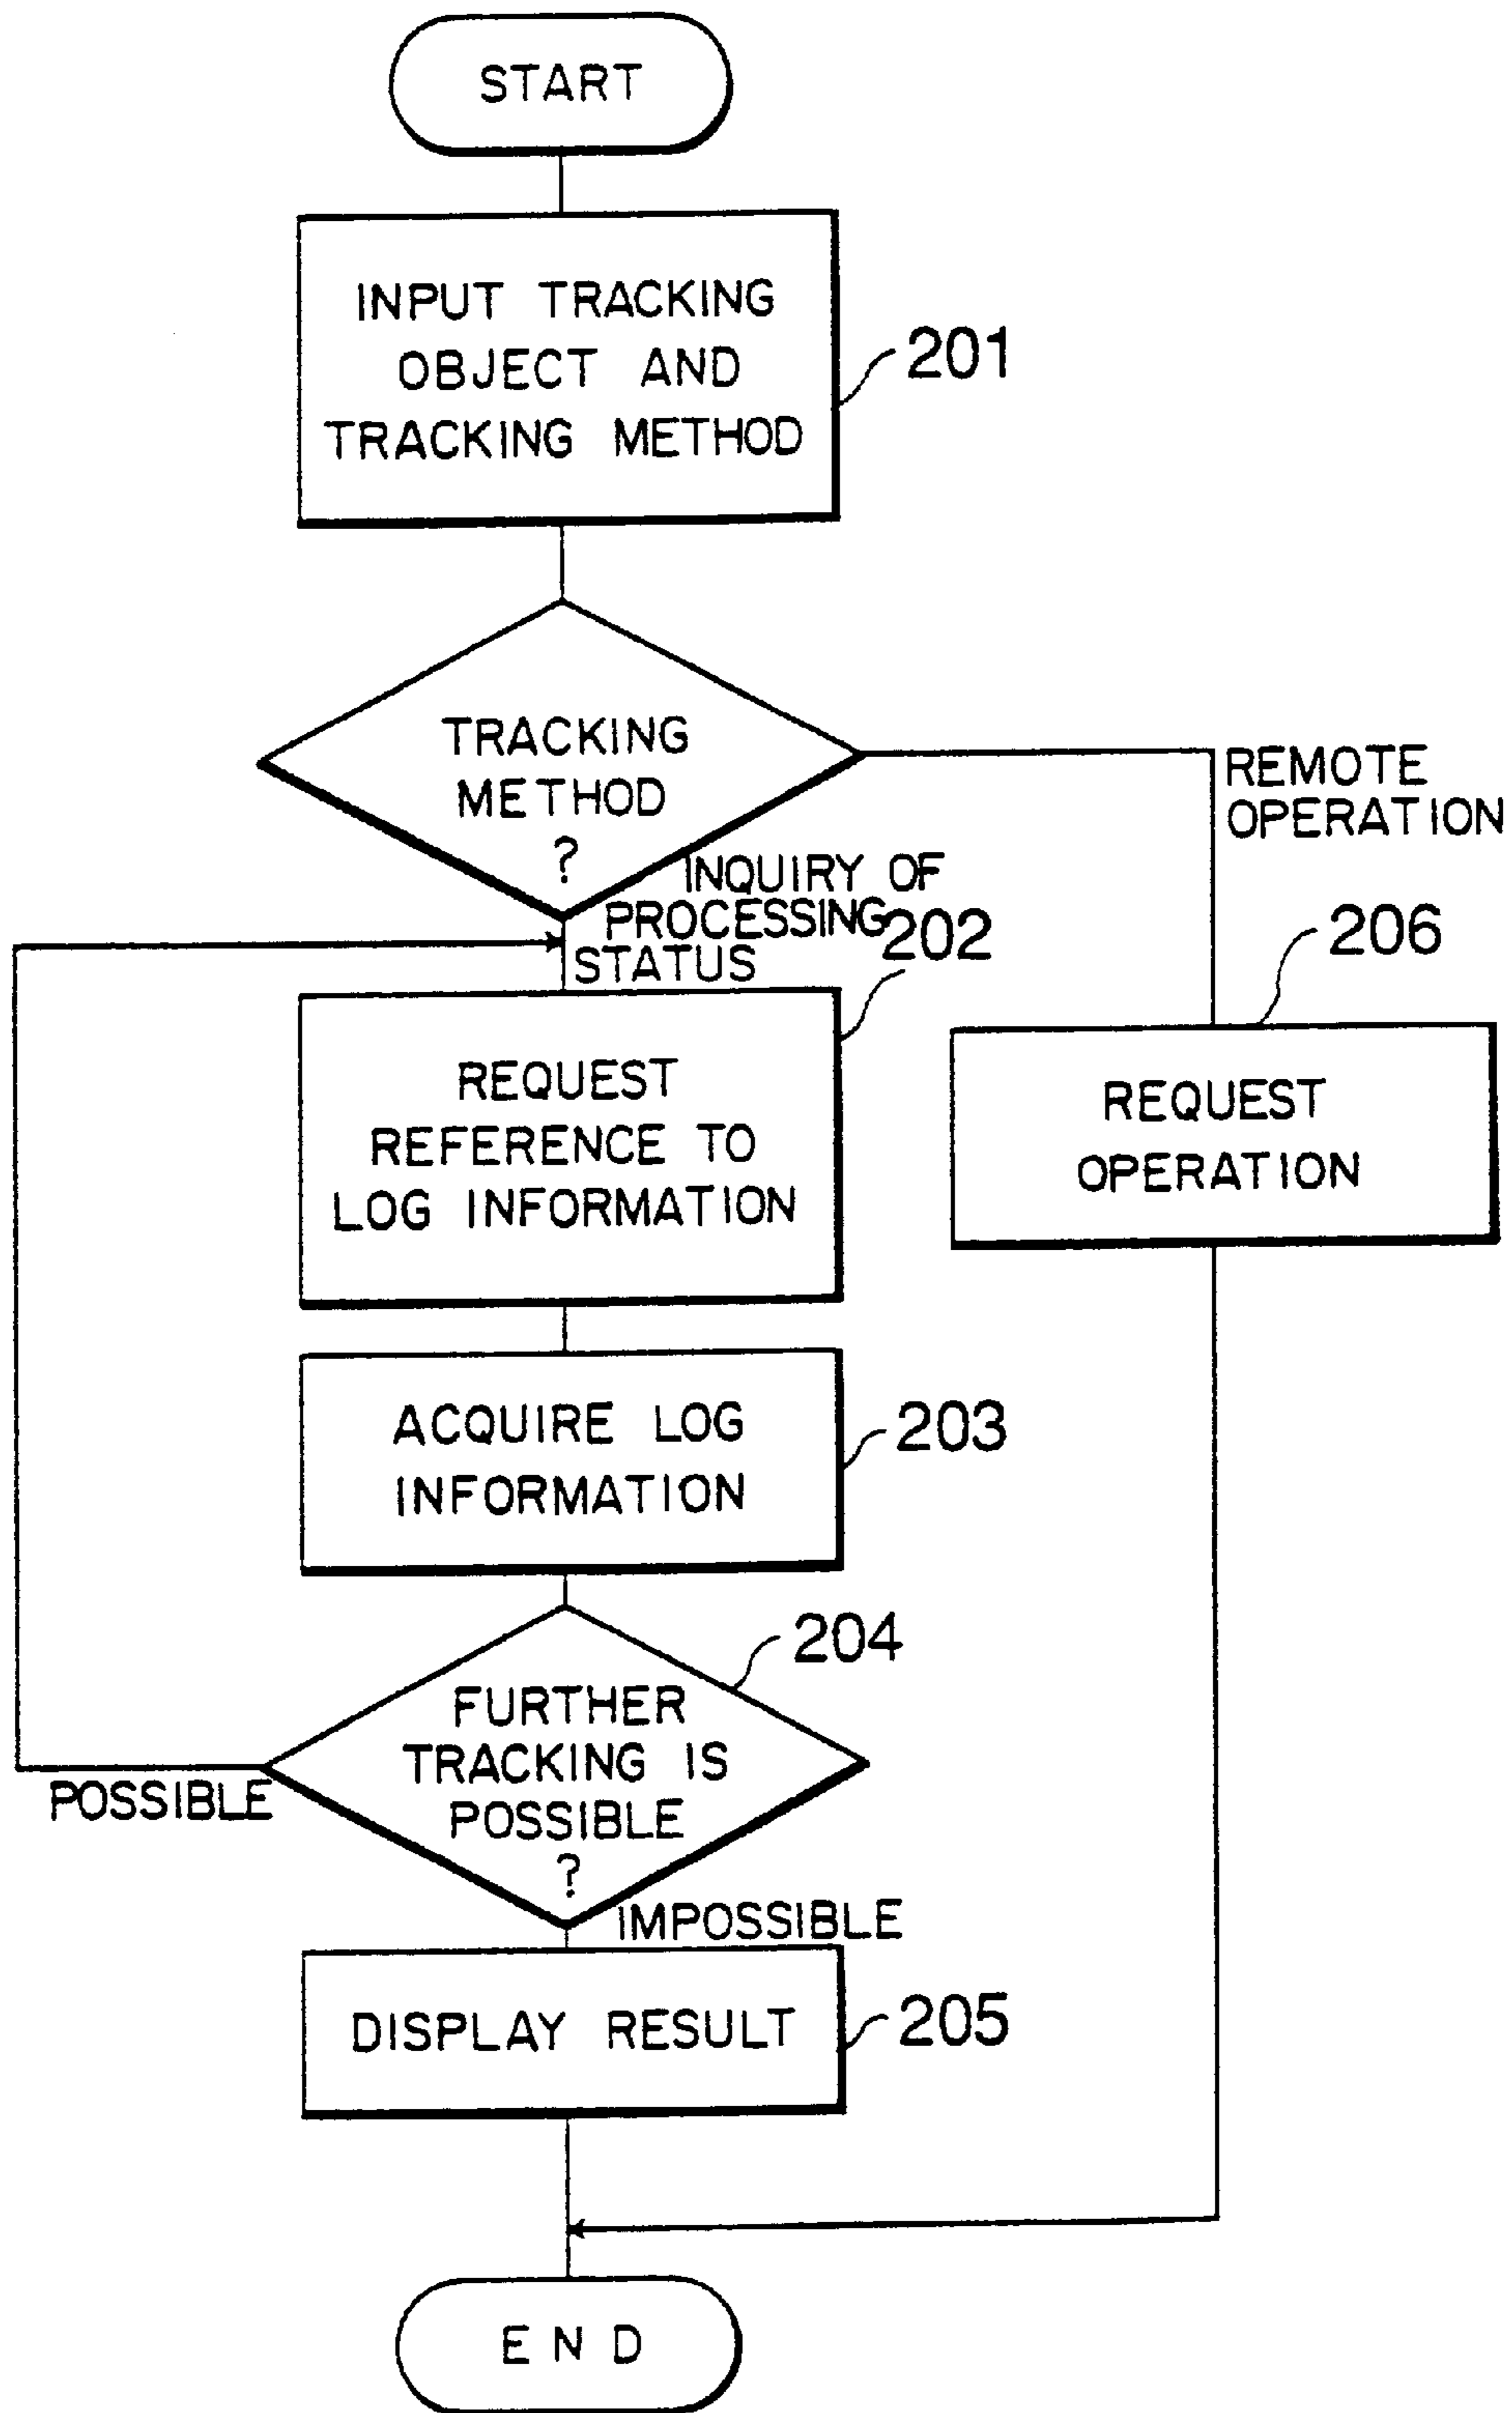 START
INPUT TRACKING
OBJECT AND
TRACKING METHOD
201
TRACKING
METHOD
?
REMOTE
OPERATION
INQUIRY OF
PROCESSING
STATUS
202
206
REQUEST
REFERENCE TO
LOG INFORMATION
REQUEST
OPERATION
ACQUIRE LOG
INFORMATION
203
204
FURTHER
TRACKING IS
POSSIBLE
?
POSSIBLE
IMPOSSIBLE
DISPLAY RESULT
205
END